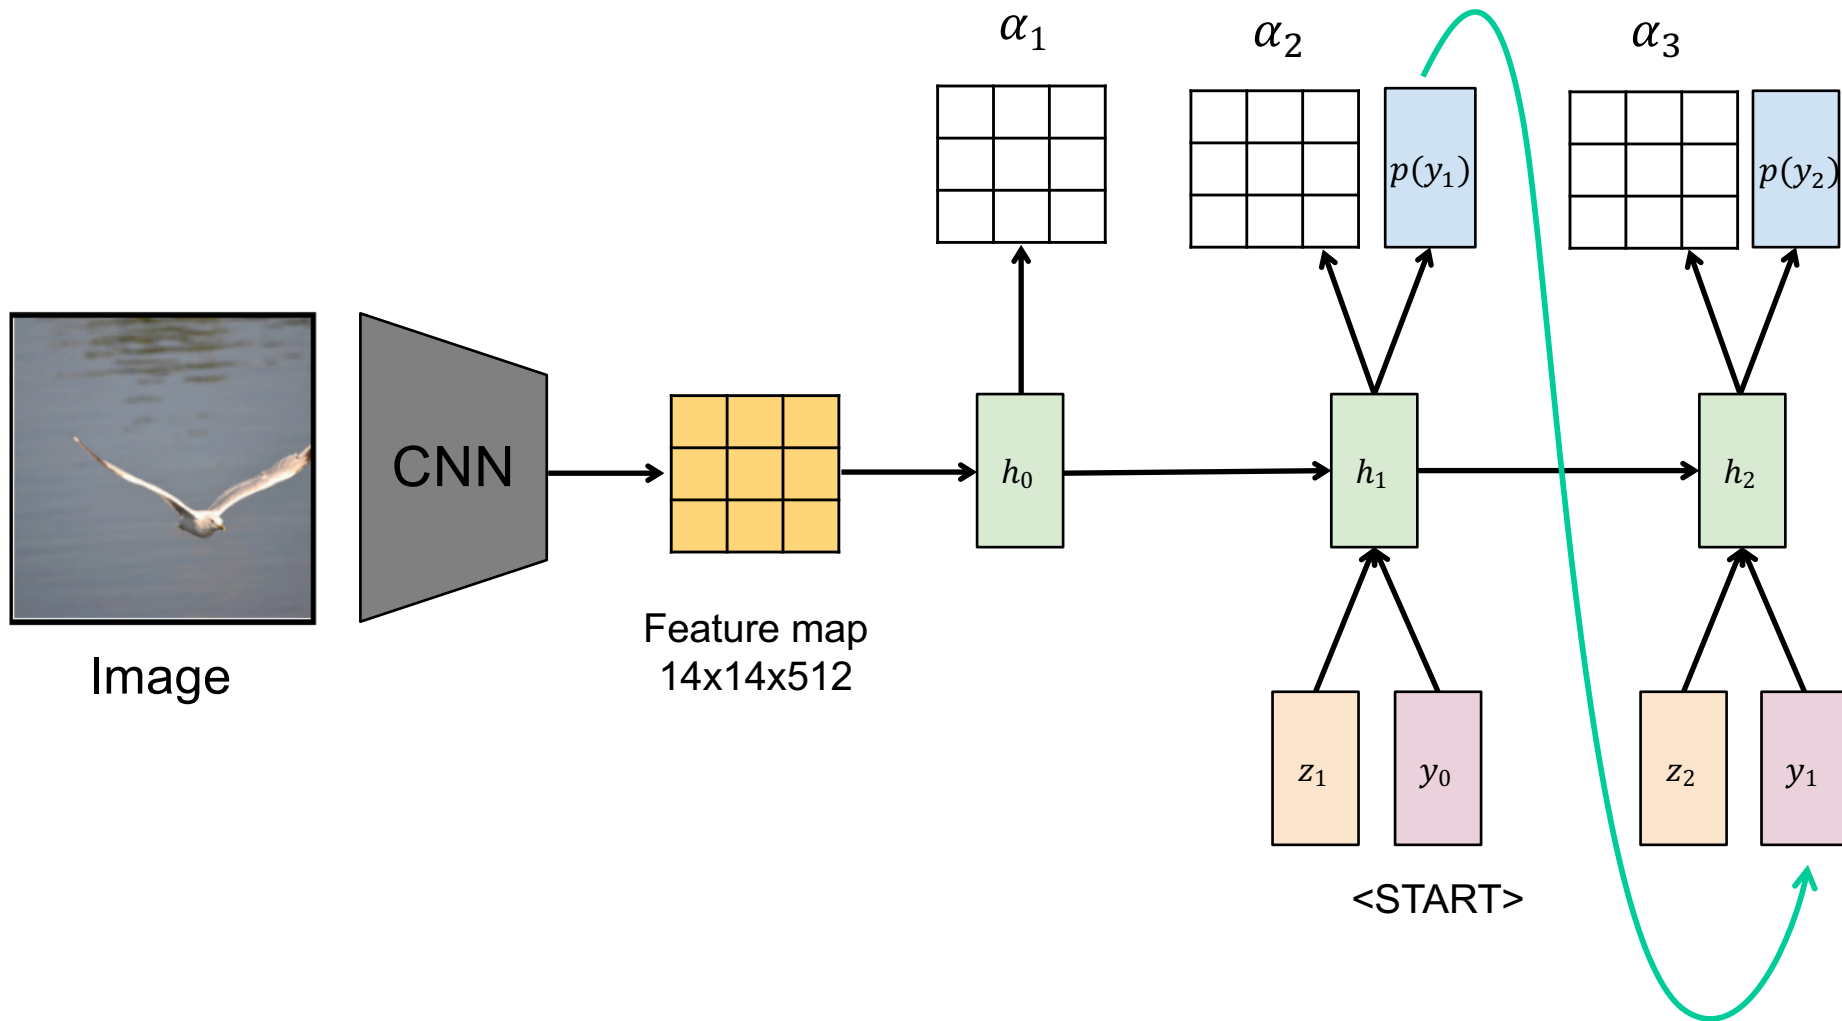 α₁
α₂
α₃
p(y₁)
p(y₂)
CNN
h₀
h₁
h₂
Feature map
14x14x512
Image
z₁
y₀
z₂
y₁
<START>